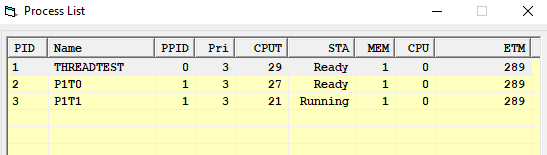 Process List
PID Name PPID Pri CPUT STA MEM CPU ETM
1 THREADTEST 0 3 29 Ready 1 0 289
2 P1T0 1 3 27 Ready 1 0 289
3 P1T1 1 3 21 Running 1 0 289